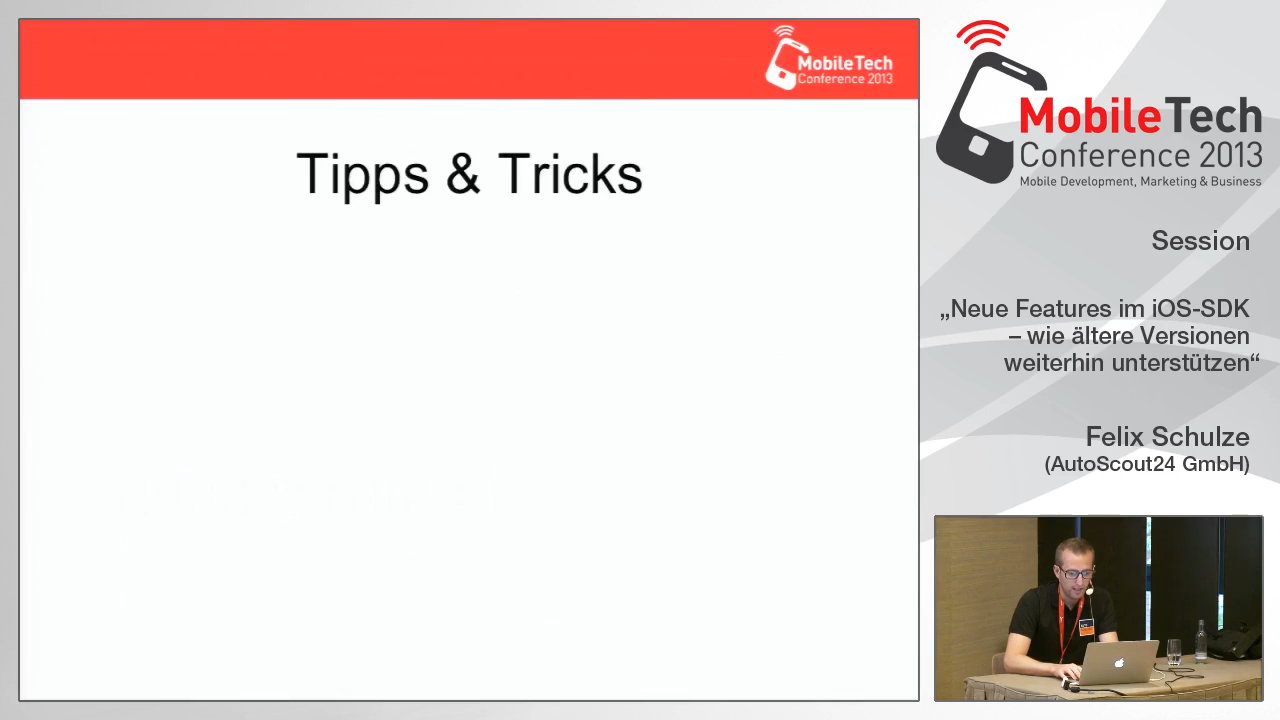 MobileTech
Conference 2013
Tipps & Tricks
MobileTech
Conference 2013
Mobile Development, Marketing & Business
Session
„Neue Features im iOS-SDK
– wie ältere Versionen
weiterhin unterstützen“
Felix Schulze
(AutoScout24 GmbH)